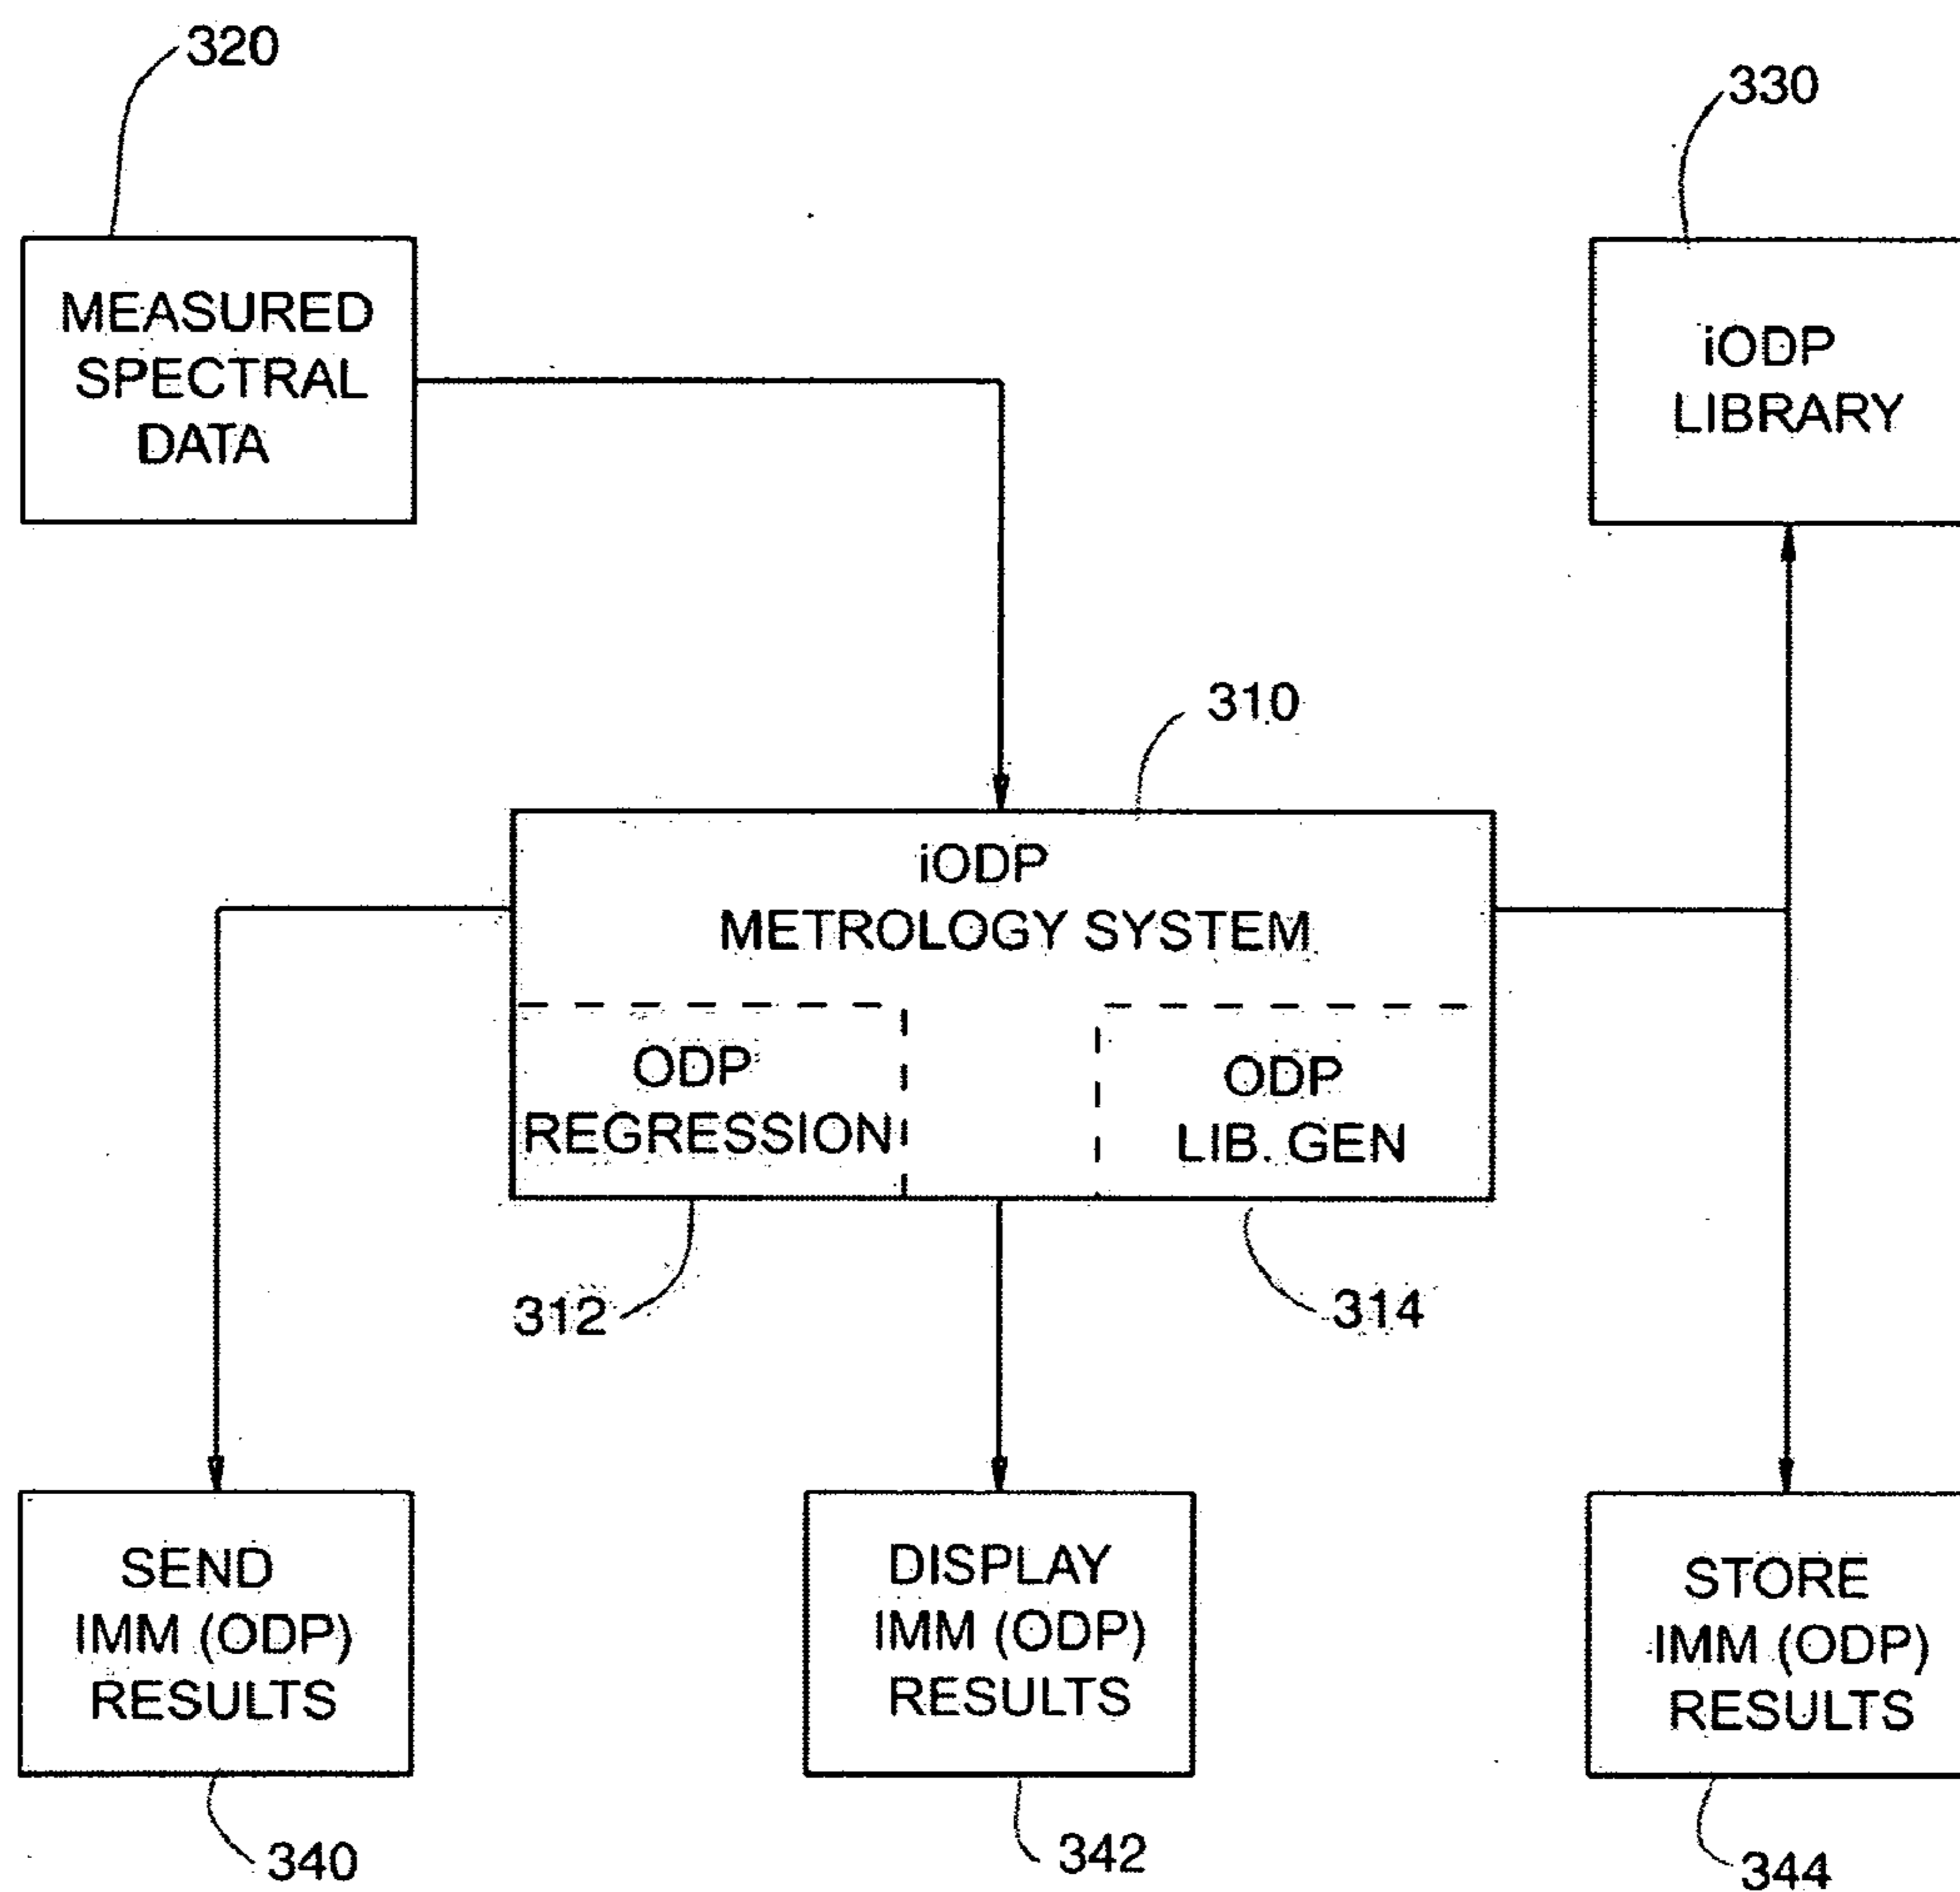 320
330
MEASURED
SPECTRAL
DATA
iODP
LIBRARY
310
iODP
METROLOGY SYSTEM
ODP
REGRESSION
ODP
LIB. GEN
312
314
SEND
IMM (ODP)
RESULTS
DISPLAY
IMM (ODP)
RESULTS
STORE
IMM (ODP)
RESULTS
340
342
344